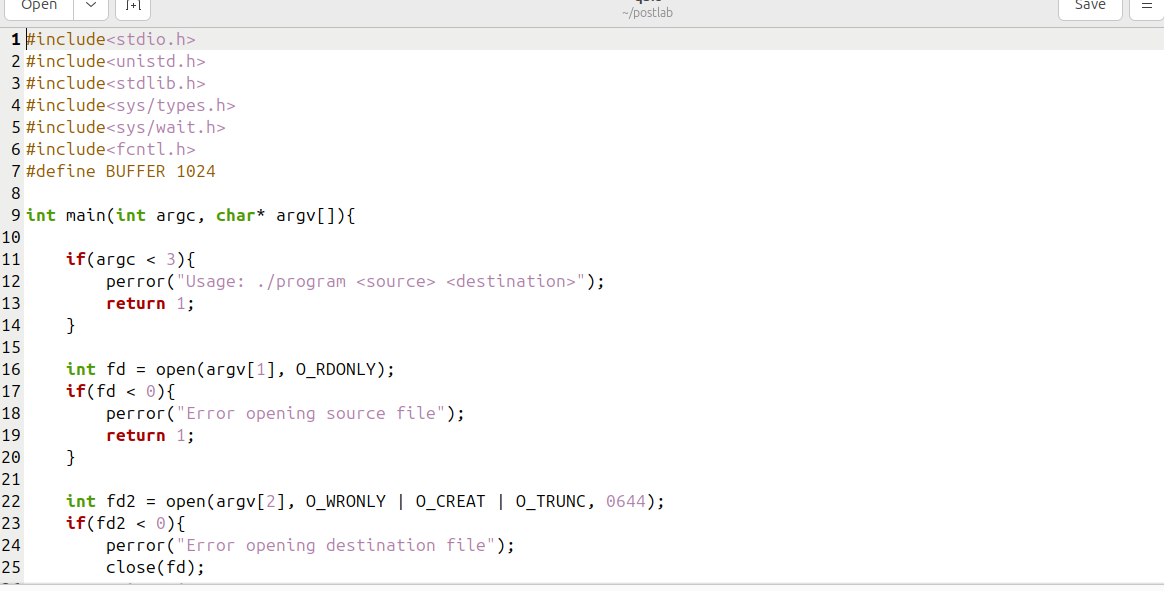 Open
~/postlab
Save
1 #include<stdio.h>
2 #include<unistd.h>
3 #include<stdlib.h>
4 #include<sys/types.h>
5 #include<sys/wait.h>
6 #include<fcntl.h>
7 #define BUFFER 1024
8
9 int main(int argc, char* argv[]){
10
11     if(argc < 3){
12         perror("Usage: ./program <source> <destination>");
13         return 1;
14     }
15
16     int fd = open(argv[1], O_RDONLY);
17     if(fd < 0){
18         perror("Error opening source file");
19         return 1;
20     }
21
22     int fd2 = open(argv[2], O_WRONLY | O_CREAT | O_TRUNC, 0644);
23     if(fd2 < 0){
24         perror("Error opening destination file");
25         close(fd);